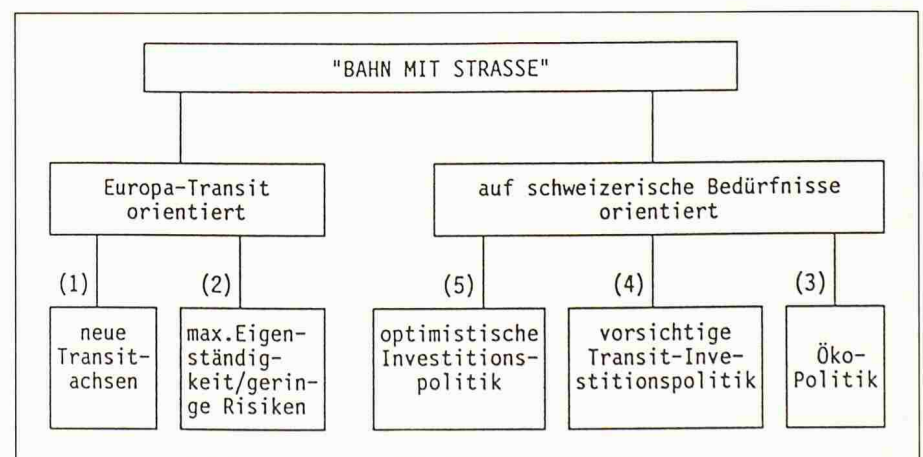 "BAHN MIT STRASSE"
Europa-Transit
orientiert
auf schweizerische Bedürfnisse
orientiert
(1)
(2)
(5)
(4)
(3)
neue
Transit-
achsen
max.Eigen-
ständig-
keit/gerin-
ge Risiken
optimistische
Investitions-
politik
vorsichtige
Transit-Inve-
stitionspolitik
Öko-
Politik